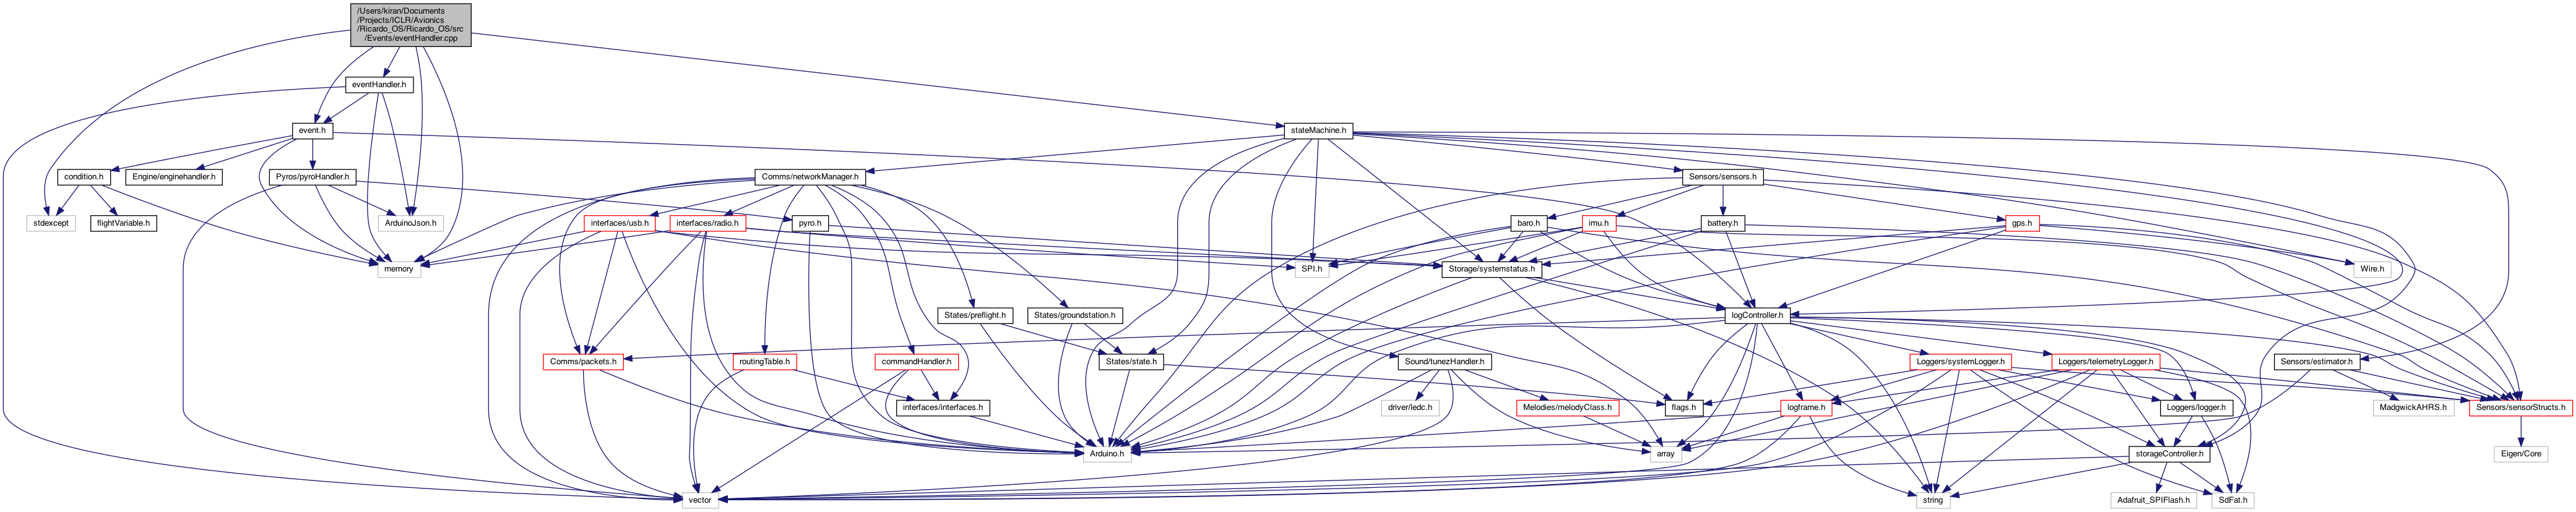 /Users/kiran/Documents
/Projects/ICLR/Avionics
/Ricardo_OS/Ricardo_OS/src
/Events/eventHandler.cpp
eventHandler.h
event.h
stateMachine.h
condition.h
Engine/enginehandler.h
Pyros/pyroHandler.h
Comms/networkManager.h
Sensors/sensors.h
stdexcept
flightVariable.h
ArduinoJson.h
interfaces/usb.h
interfaces/radio.h
pyro.h
baro.h
imu.h
battery.h
gps.h
memory
SPI.h
Storage/systemstatus.h
Wire.h
States/preflight.h
States/groundstation.h
logController.h
Comms/packets.h
routingTable.h
commandHandler.h
States/state.h
Sound/tunezHandler.h
Loggers/systemLogger.h
Loggers/telemetryLogger.h
Sensors/estimator.h
interfaces/interfaces.h
driver/ledc.h
Melodies/melodyClass.h
flags.h
logframe.h
Loggers/logger.h
MadgwickAHRS.h
Sensors/sensorStructs.h
Arduino.h
array
storageController.h
Eigen/Core
vector
string
Adafruit_SPIFlash.h
SdFat.h